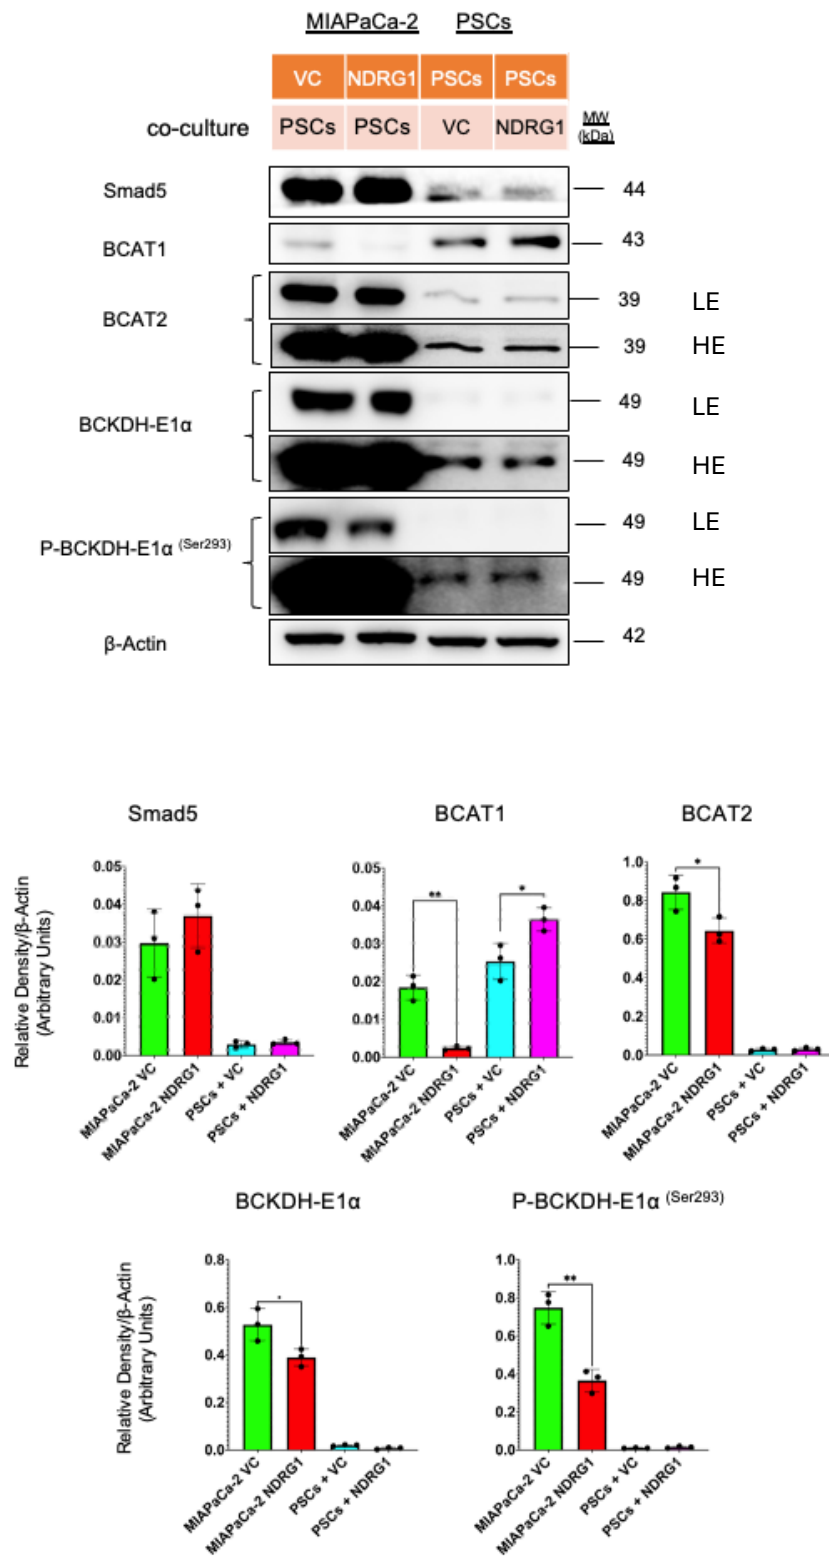 MIAPaCa-2 PSCs
VC NDRG1 PSCs PSCs
co-culture PSCs PSCs VC NDRG1 MW (kDa)
Smad5 44
BCAT1 43
BCAT2 39 LE
39 HE
BCKDH-E1α 49 LE
49 HE
P-BCKDH-E1α (Ser293) 49 LE
49 HE
β-Actin 42
Smad5
Relative Density/β-Actin
(Arbitrary Units)
0.05
0.04
0.03
0.02
0.01
0.00
MIAPaCa-2 VC
MIAPaCa-2 NDRG1
PSCs + VC
PSCs + NDRG1
BCAT1
0.05
0.04
0.03
0.02
0.01
0.00
**
*
MIAPaCa-2 VC
MIAPaCa-2 NDRG1
PSCs + VC
PSCs + NDRG1
BCAT2
1.0
0.8
0.6
0.4
0.2
0.0
*
MIAPaCa-2 VC
MIAPaCa-2 NDRG1
PSCs + VC
PSCs + NDRG1
BCKDH-E1α
Relative Density/β-Actin
(Arbitrary Units)
0.8
0.6
0.4
0.2
0.0
*
MIAPaCa-2 VC
MIAPaCa-2 NDRG1
PSCs + VC
PSCs + NDRG1
P-BCKDH-E1α (Ser293)
1.0
0.8
0.6
0.4
0.2
0.0
**
MIAPaCa-2 VC
MIAPaCa-2 NDRG1
PSCs + VC
PSCs + NDRG1